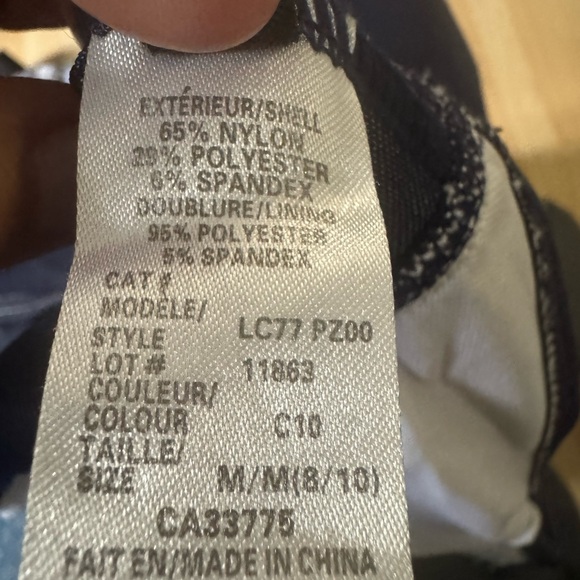 EXTÉRIEUR/SHELL
65% NYLON
29% POLYESTER
6% SPANDEX
DOUBLURE/LINING
95% POLYESTER
5% SPANDEX
CAT #
MODÈLE/
STYLE LC77 PZ00
LOT # 11863
COULEUR/
COLOUR C10
TAILLE/
SIZE M/M(8/10)
CA33775
FAIT EN/MADE IN CHINA